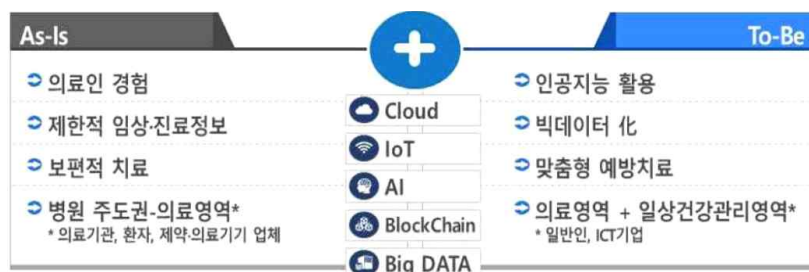 As-Is
To-Be
의료인 경험
제한적 임상·진료정보
보편적 치료
병원 주도권-의료영역*
* 의료기관, 환자, 제약·의료기기 업체
Cloud
IoT
AI
BlockChain
Big DATA
인공지능 활용
빅데이터 化
맞춤형 예방치료
의료영역 + 일상건강관리영역*
* 일반인, ICT기업